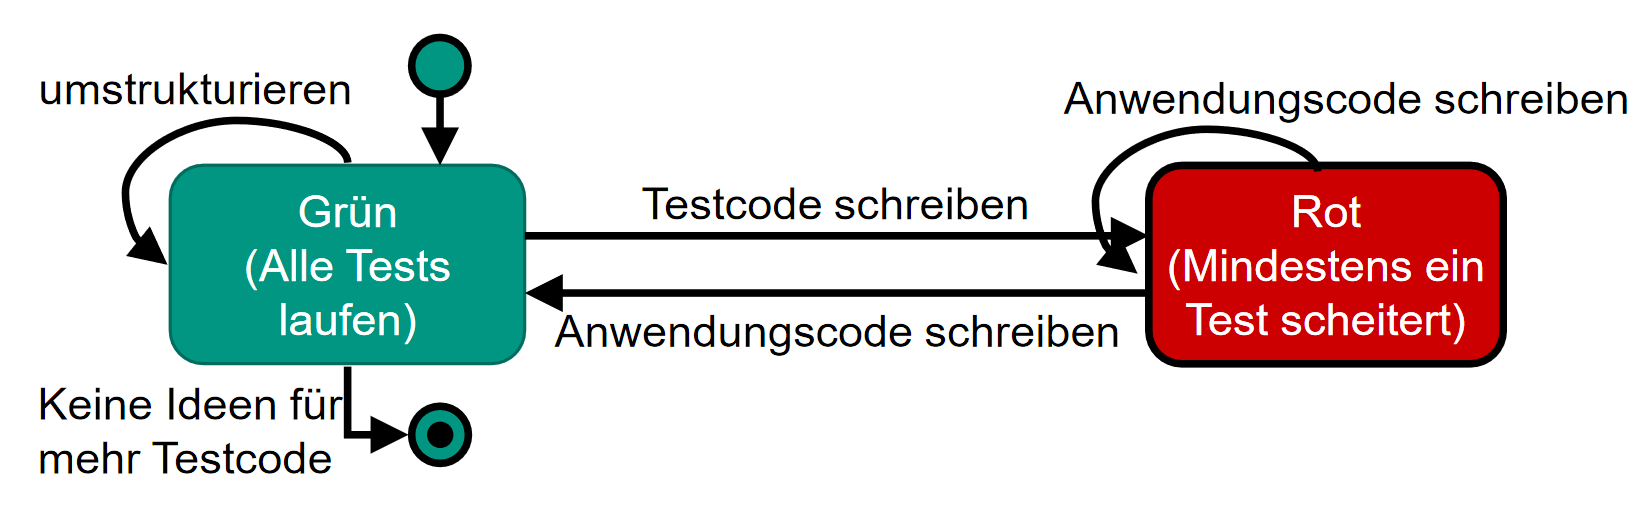 umstrukturieren
Anwendungscode schreiben
Grün
(Alle Tests
laufen)
Testcode schreiben
Anwendungscode schreiben
Rot
(Mindestens ein
Test scheitert)
Keine Ideen für
mehr Testcode